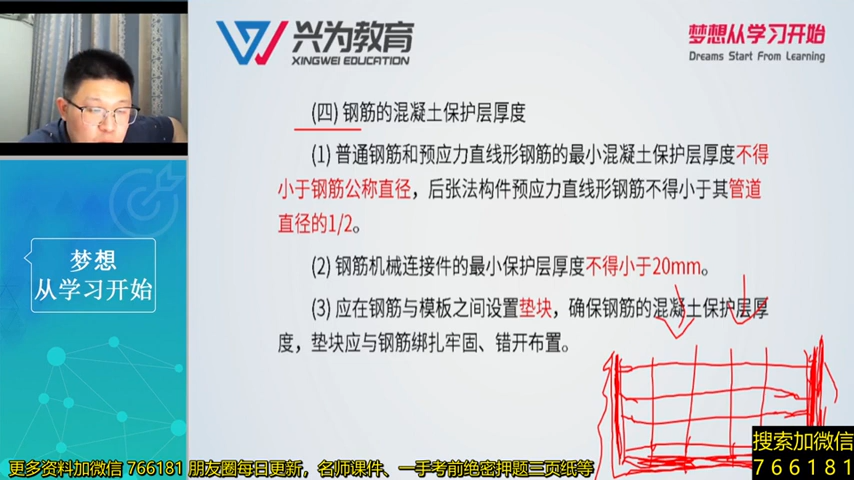 兴为教育
XINGWEI EDUCATION
梦想从学习开始
Dreams Start From Learning
(四) 钢筋的混凝土保护层厚度
(1) 普通钢筋和预应力直线形钢筋的最小混凝土保护层厚度不得
小于钢筋公称直径，后张法构件预应力直线形钢筋不得小于其管道
直径的1/2。
(2) 钢筋机械连接件的最小保护层厚度不得小于20mm。
(3) 应在钢筋与模板之间设置垫块，确保钢筋的混凝土保护层厚
度，垫块应与钢筋绑扎牢固、错开布置。
梦想
从学习开始
搜索加微信
766181
更多资料加微信 766181 朋友圈每日更新，名师课件、一手考前绝密押题三页纸等